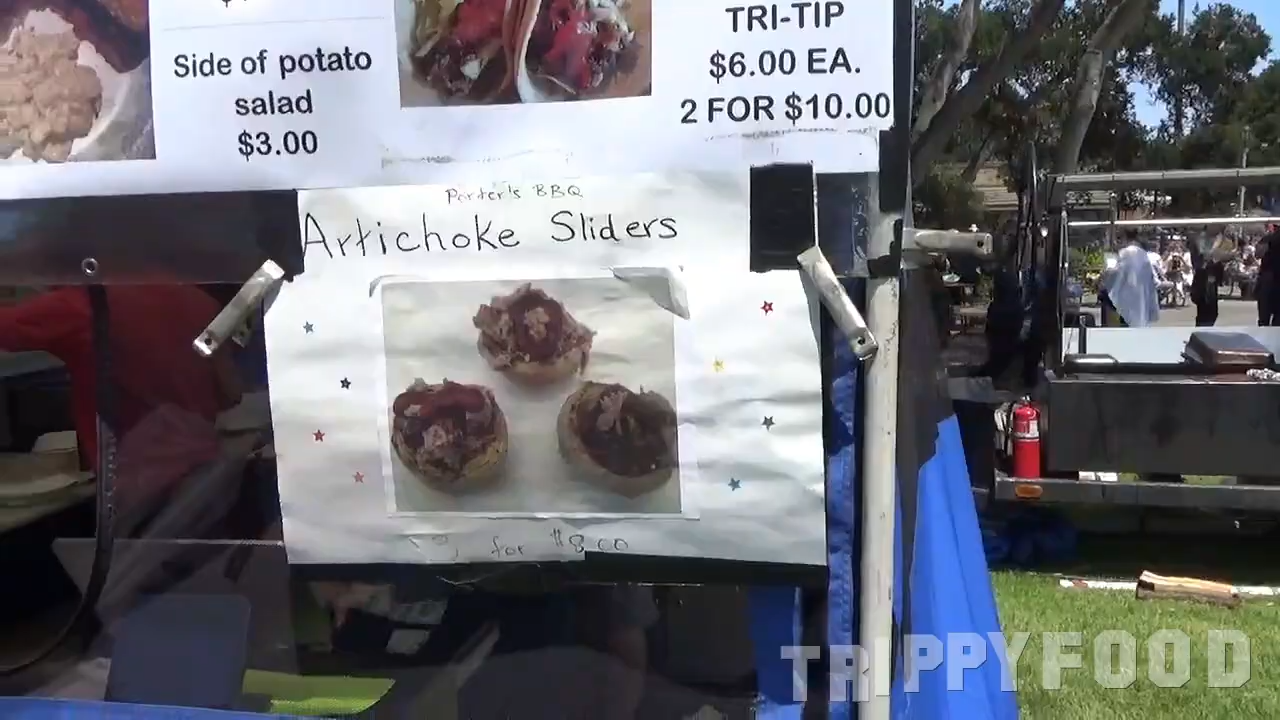 Side of potato
salad
$3.00
TRI-TIP
$6.00 EA.
2 FOR $10.00
Porter's BBQ
Artichoke Sliders
for $8.00
TRIPPYFOOD